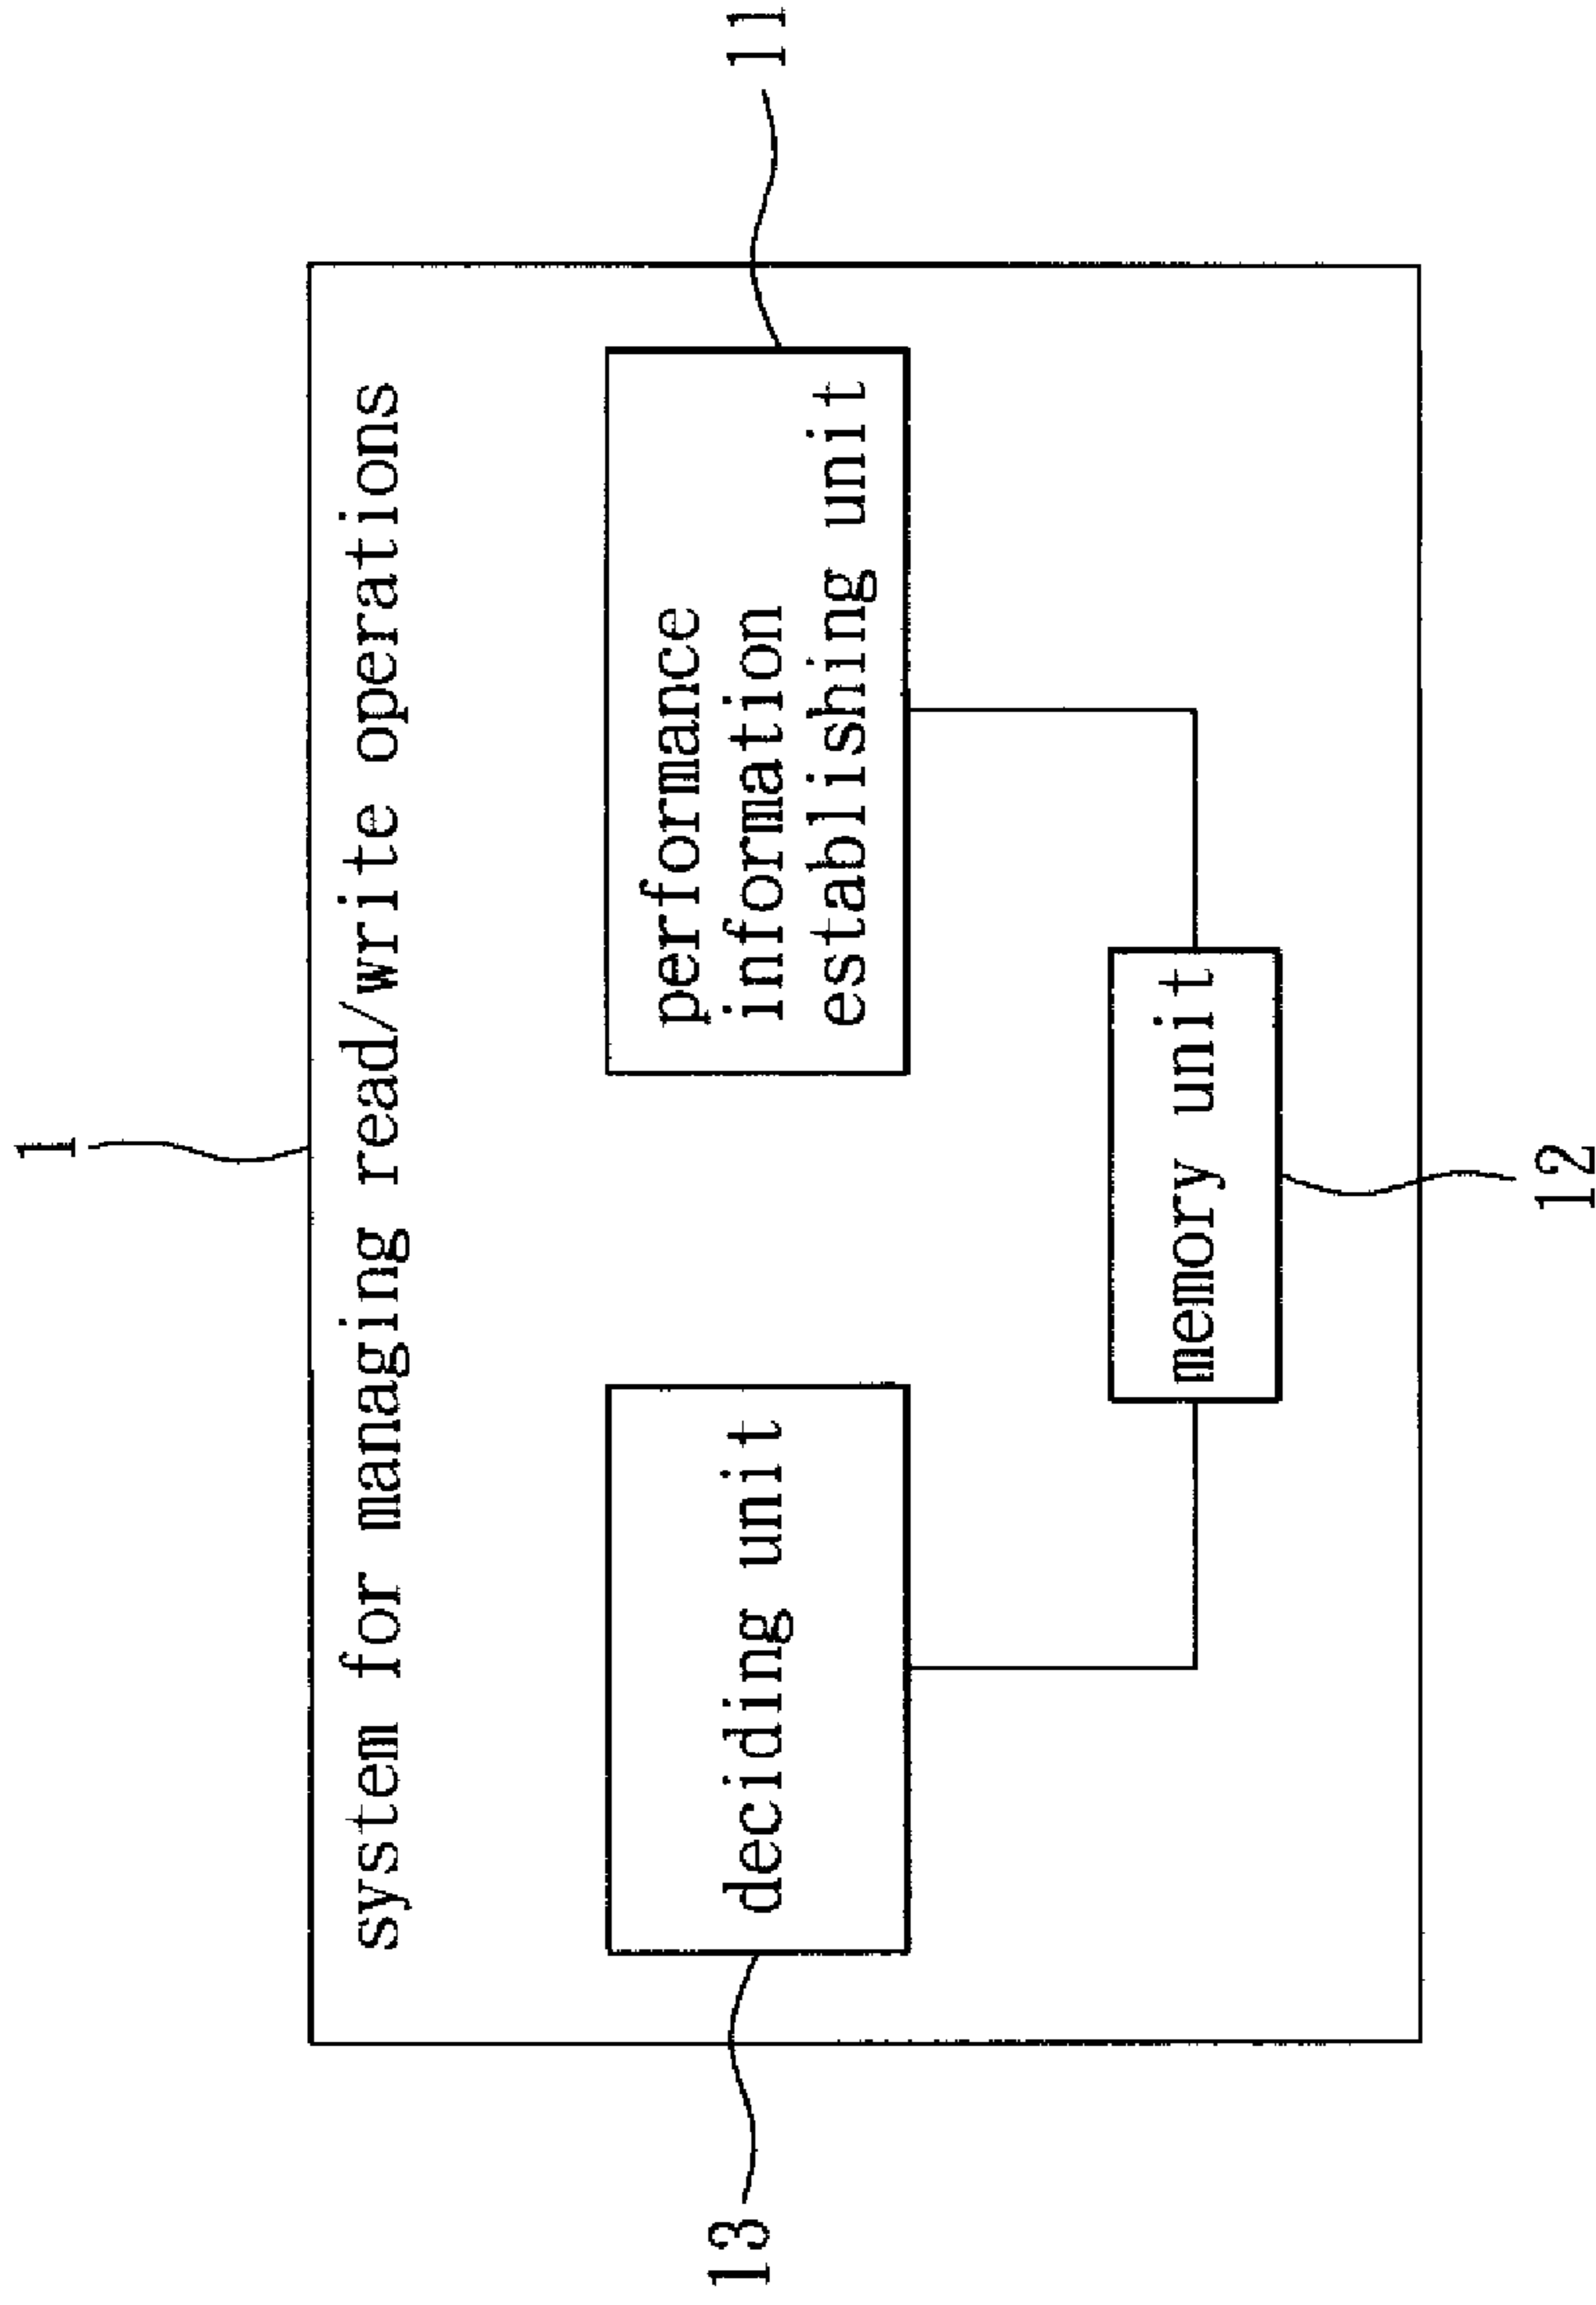 1
system for managing read/write operations
13
deciding unit
performance
information
establishing unit
11
memory unit
12